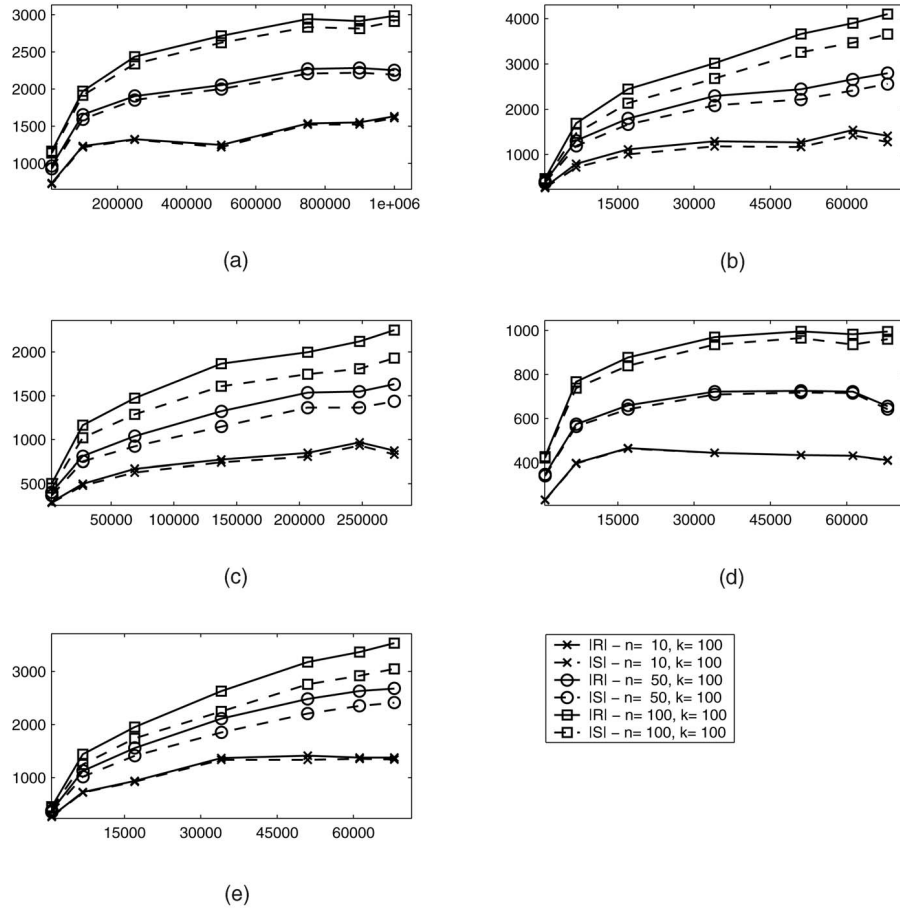 3000
2500
2000
1500
1000
200000 400000 600000 800000 1e+006
(a)
4000
3000
2000
1000
15000 30000 45000 60000
(b)
2000
1500
1000
500
50000 100000 150000 200000 250000
(c)
1000
800
600
400
15000 30000 45000 60000
(d)
3000
2000
1000
15000 30000 45000 60000
(e)
|R| − n= 10, k= 100
|S| − n= 10, k= 100
|R| − n= 50, k= 100
|S| − n= 50, k= 100
|R| − n= 100, k= 100
|S| − n= 100, k= 100